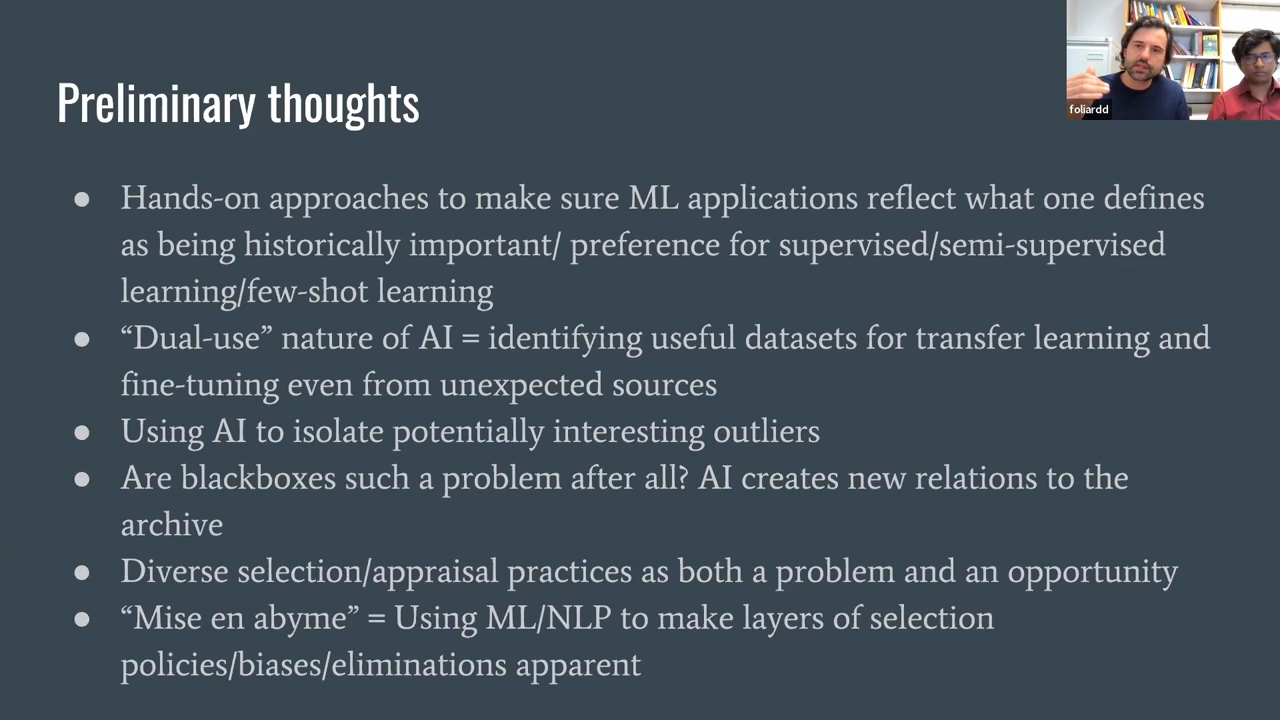 foliardd
Preliminary thoughts
● Hands-on approaches to make sure ML applications reflect what one defines
as being historically important/ preference for supervised/semi-supervised
learning/few-shot learning
● “Dual-use” nature of AI = identifying useful datasets for transfer learning and
fine-tuning even from unexpected sources
● Using AI to isolate potentially interesting outliers
● Are blackboxes such a problem after all? AI creates new relations to the
archive
● Diverse selection/appraisal practices as both a problem and an opportunity
● “Mise en abyme” = Using ML/NLP to make layers of selection
policies/biases/eliminations apparent